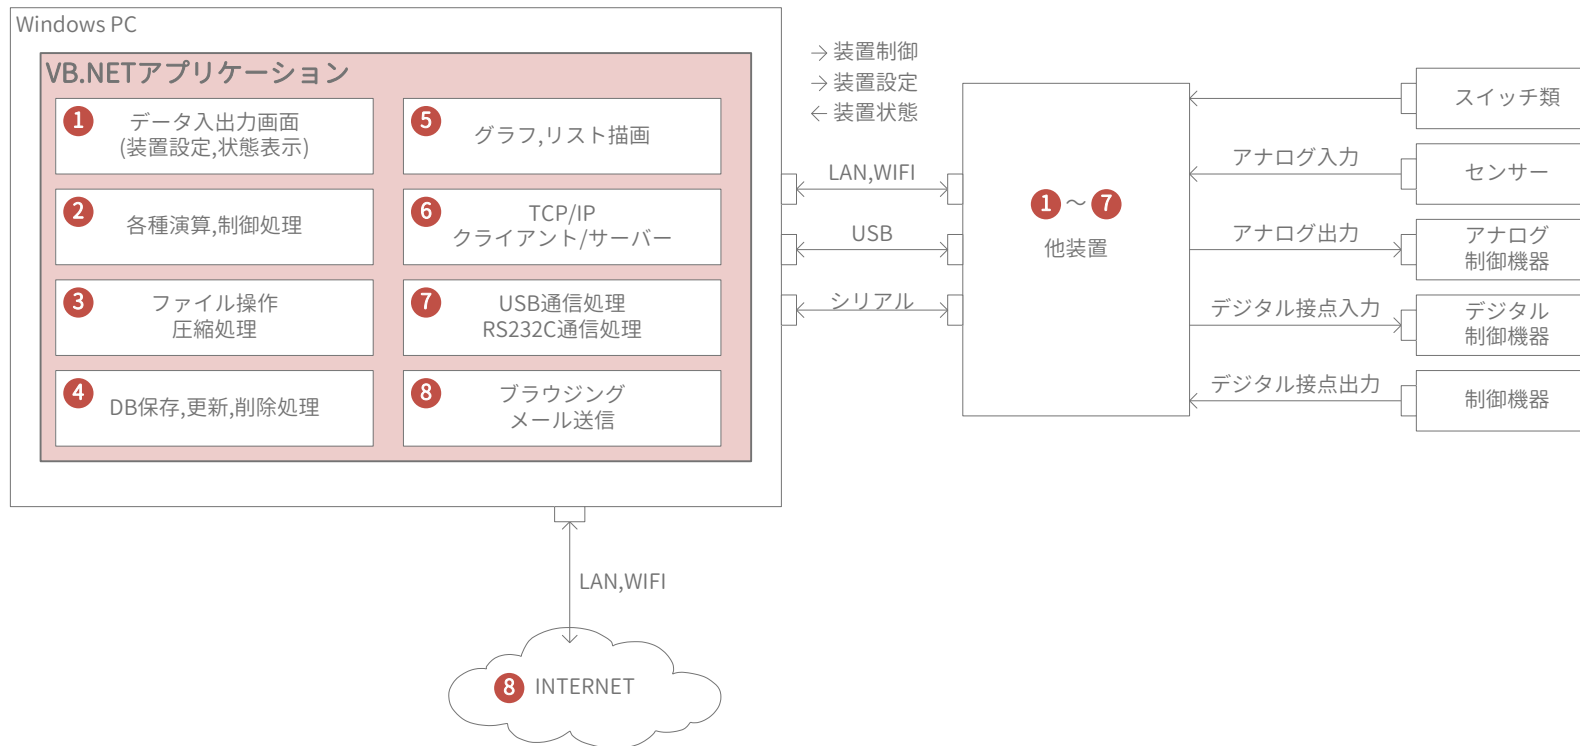 Windows PC
VB.NETアプリケーション
1
データ入出力画面
(装置設定,状態表示)
5
グラフ,リスト描画
2
各種演算,制御処理
6
TCP/IP
クライアント/サーバー
3
ファイル操作
圧縮処理
7
USB通信処理
RS232C通信処理
4
DB保存,更新,削除処理
8
ブラウジング
メール送信
→ 装置制御
→ 装置設定
← 装置状態
LAN,WIFI
USB
シリアル
1 ～ 7
他装置
スイッチ類
アナログ入力
センサー
アナログ出力
アナログ
制御機器
デジタル接点入力
デジタル
制御機器
デジタル接点出力
制御機器
LAN,WIFI
8 INTERNET